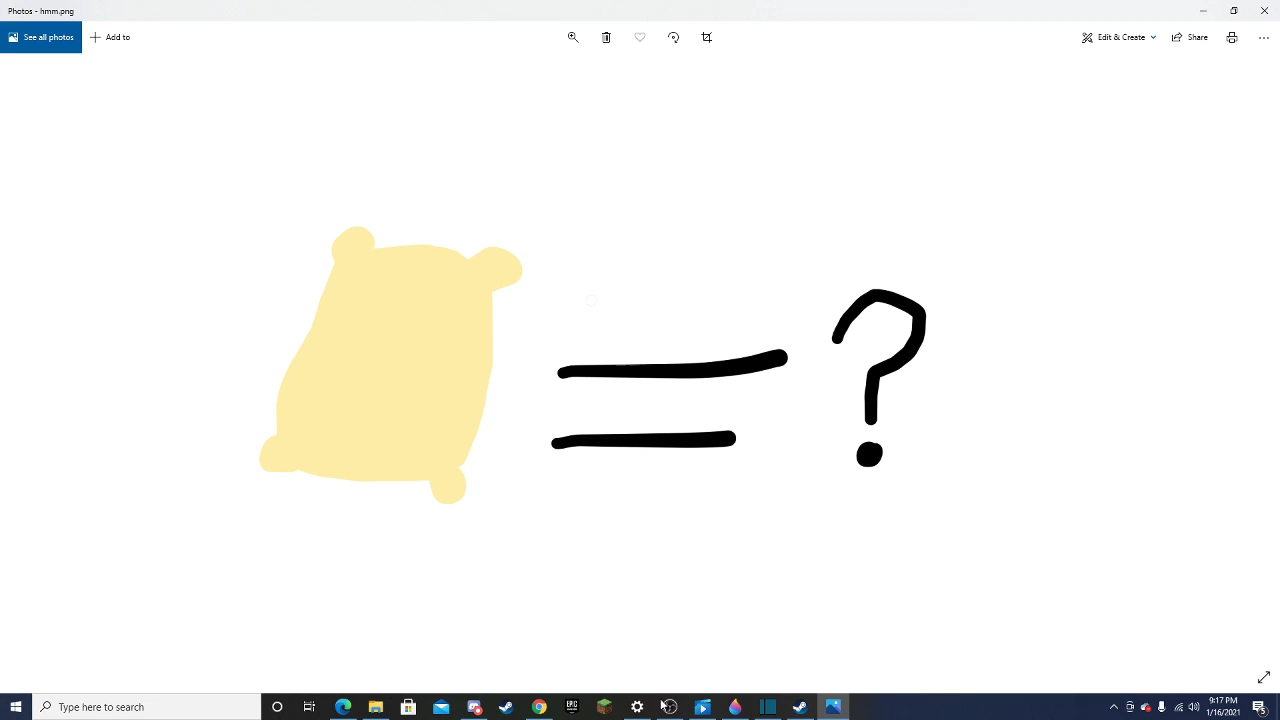 Photos - hmm.png
See all photos
Add to
Edit & Create
Share
= ?
Type here to search
EPIC
9:17 PM
1/16/2021